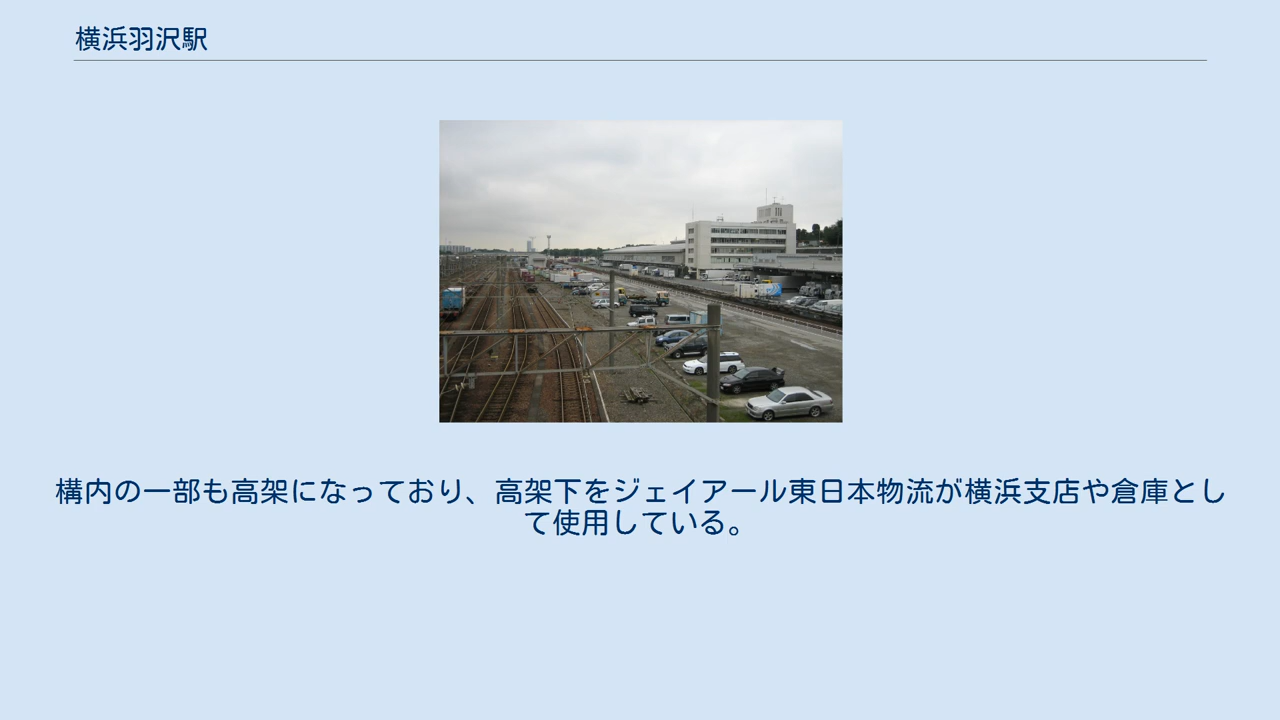 横浜羽沢駅
構内の一部も高架になっており、高架下をジェイアール東日本物流が横浜支店や倉庫とし
て使用している。